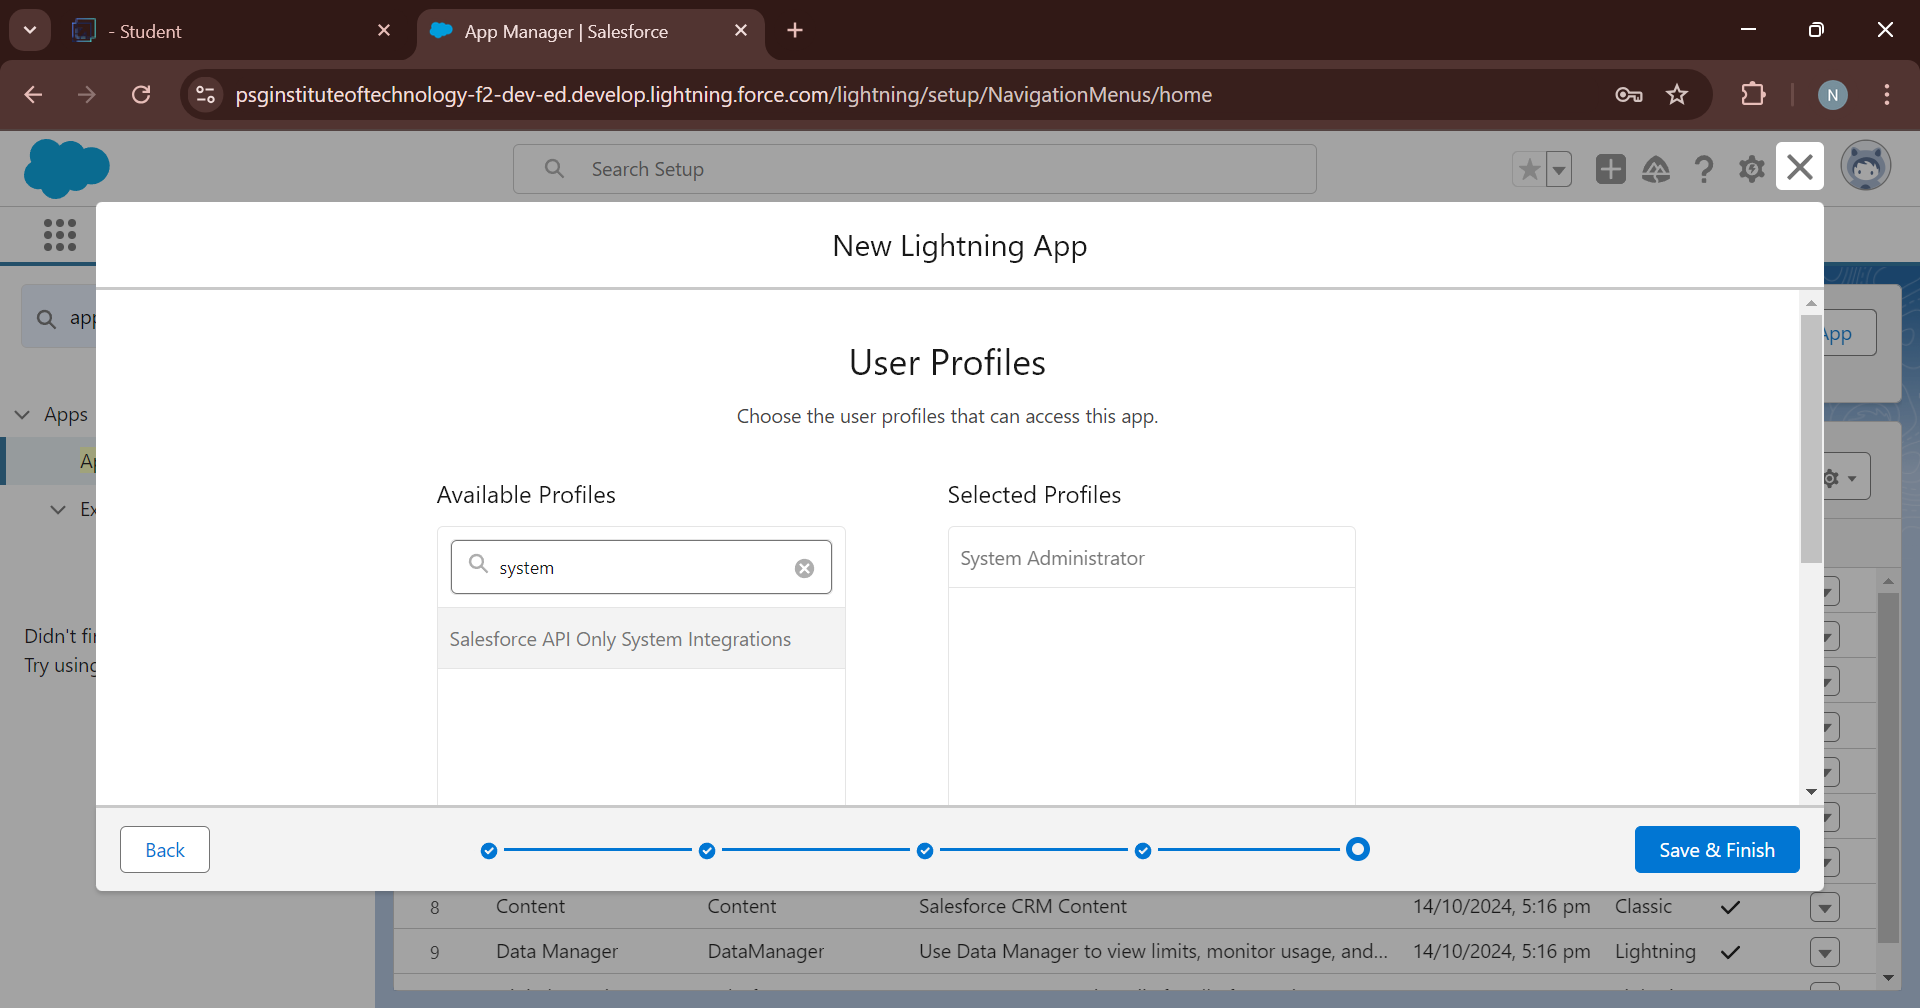 - Student
App Manager | Salesforce
psginstituteoftechnology-f2-dev-ed.develop.lightning.force.com/lightning/setup/NavigationMenus/home
N
Search Setup
New Lightning App
app
App
User Profiles
Choose the user profiles that can access this app.
Apps
Ap
Ex
Available Profiles
Selected Profiles
system
System Administrator
Salesforce API Only System Integrations
Didn't fi
Try using
Back
Save & Finish
8 Content Content Salesforce CRM Content 14/10/2024, 5:16 pm Classic
9 Data Manager DataManager Use Data Manager to view limits, monitor usage, and... 14/10/2024, 5:16 pm Lightning